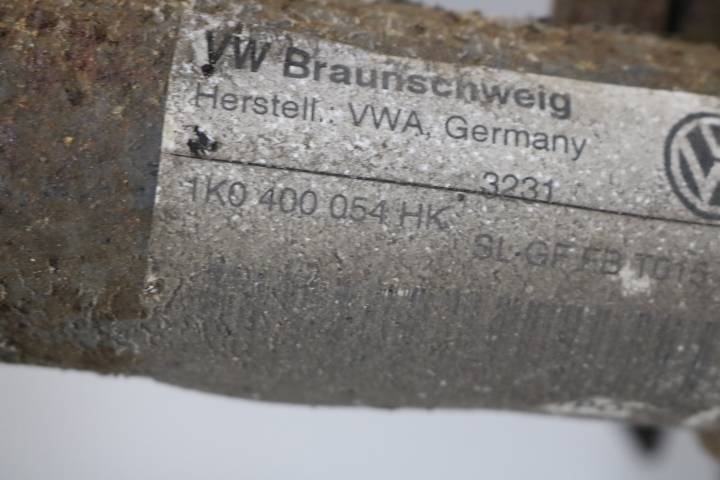 VW Braunschweig
Herstell.: VWA, Germany
3231
1K0 400 054 HK
SL-GF FB T015